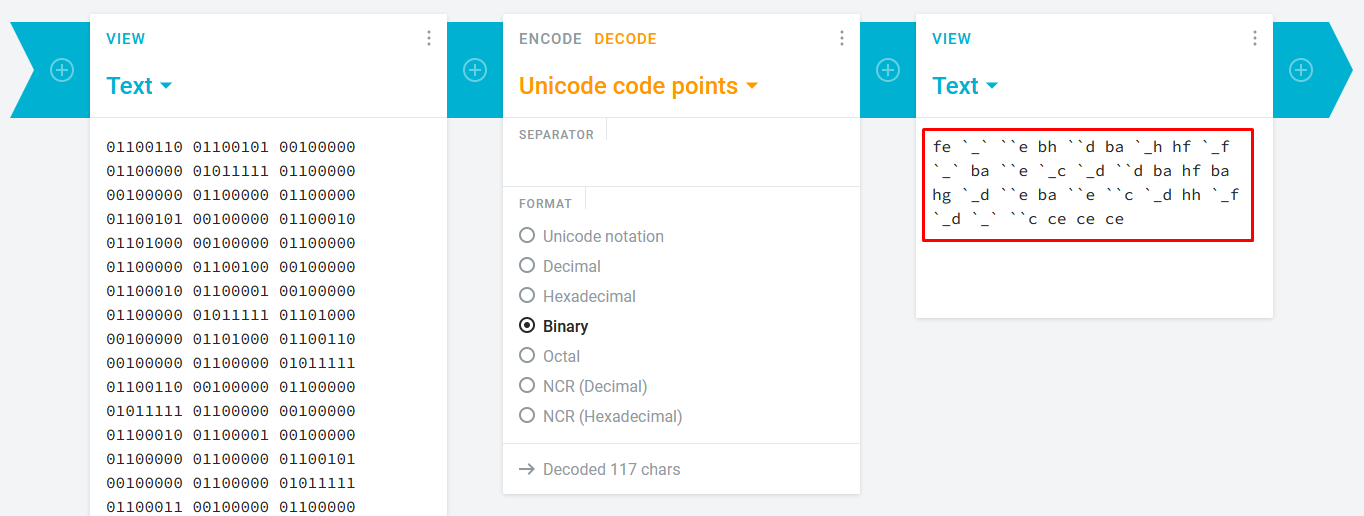 VIEW
Text
01100110 01100101 00100000
01100000 01011111 01100000
00100000 01100000 01100000
01100101 00100000 01100010
01101000 00100000 01100000
01100000 01100100 00100000
01100010 01100001 00100000
01100000 01011111 01101000
00100000 01101000 01100110
00100000 01100000 01011111
01100110 00100000 01100000
01011111 01100000 00100000
01100010 01100001 00100000
01100000 01100000 01100101
00100000 01100000 01011111
01100011 00100000 01100000
ENCODE DECODE
Unicode code points
SEPARATOR
FORMAT
Unicode notation
Decimal
Hexadecimal
Binary
Octal
NCR (Decimal)
NCR (Hexadecimal)
Decoded 117 chars
VIEW
Text
fe `_` ``e bh ``d ba `_h hf `_f
`_` ba ``e `_c `_d ``d ba hf ba
hg `_d ``e ba ``e ``c `_d hh `_f
`_d `_` ``c ce ce ce